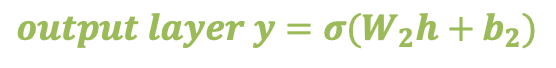 output layer y = σ(W₂h + b₂)